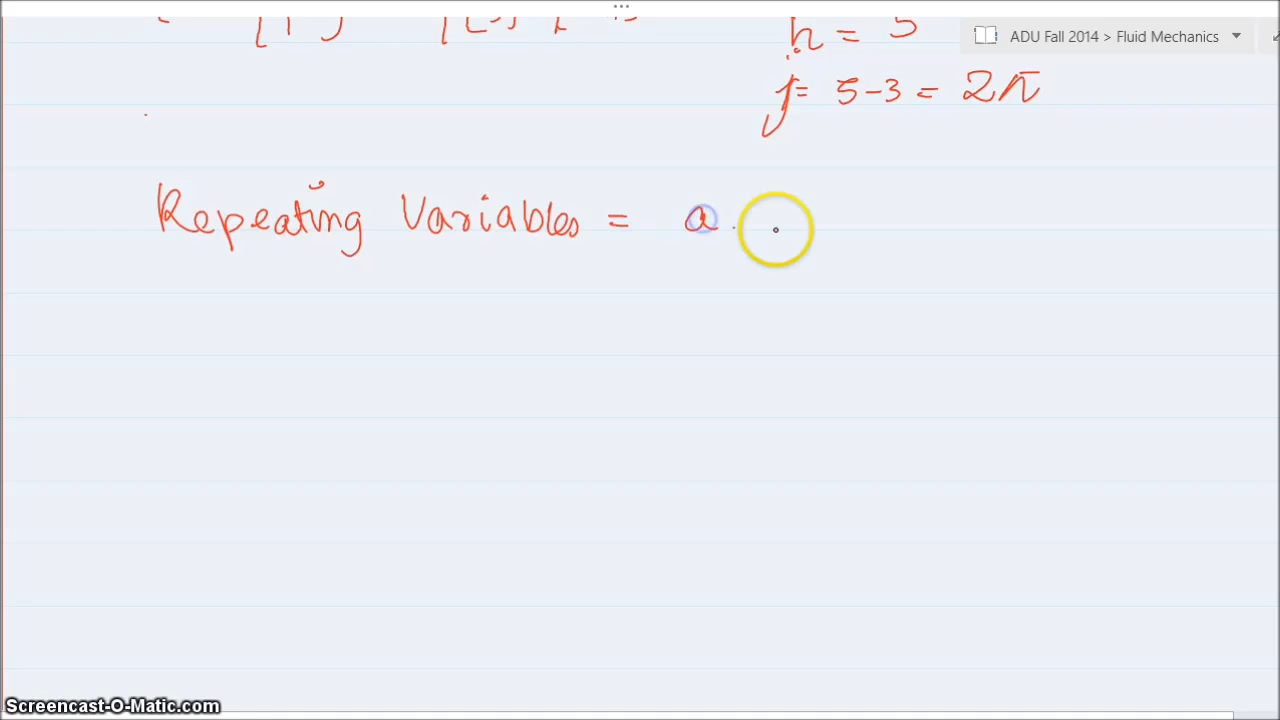 n = 5
ADU Fall 2014 > Fluid Mechanics
j = 5 - 3 = 2π
Repeating Variables = a.
Screencast-O-Matic.com